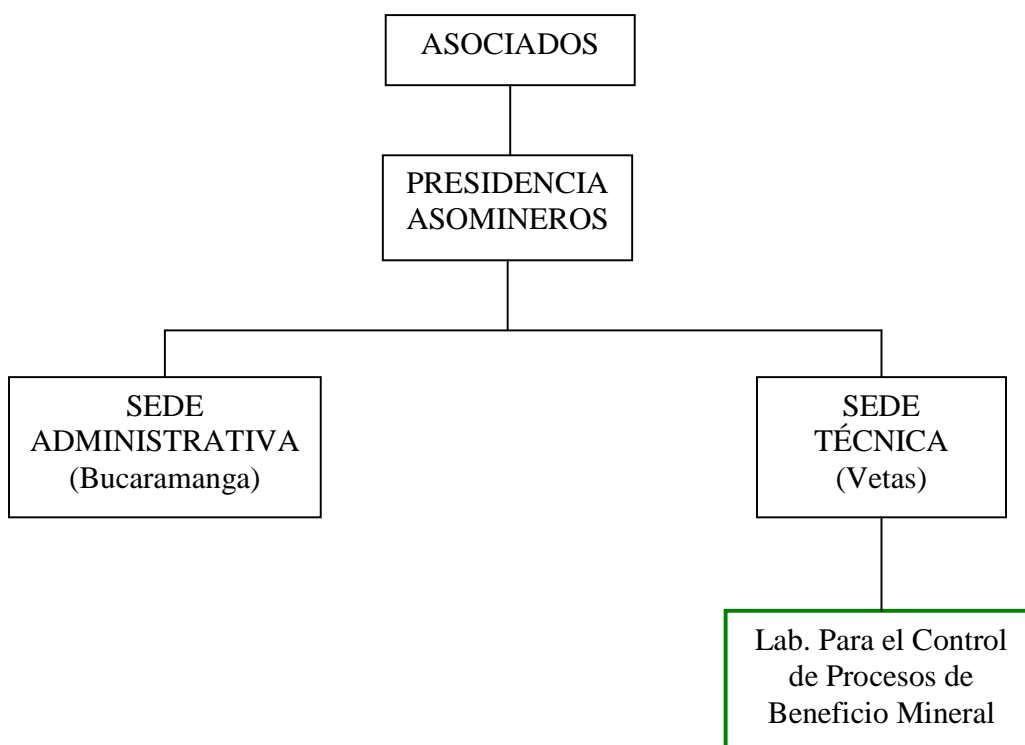 ASOCIADOS
PRESIDENCIA
ASOMINEROS
SEDE
ADMINISTRATIVA
(Bucaramanga)
SEDE
TÉCNICA
(Vetas)
Lab. Para el Control
de Procesos de
Beneficio Mineral